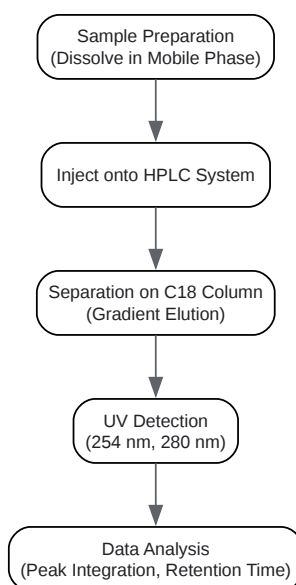 Sample Preparation
(Dissolve in Mobile Phase)
Inject onto HPLC System
Separation on C18 Column
(Gradient Elution)
UV Detection
(254 nm, 280 nm)
Data Analysis
(Peak Integration, Retention Time)